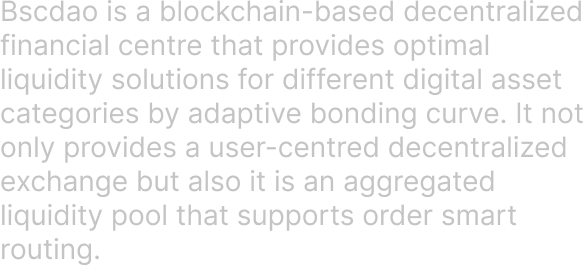 Bscdao is a blockchain-based decentralized
financial centre that provides optimal
liquidity solutions for different digital asset
categories by adaptive bonding curve. It not
only provides a user-centred decentralized
exchange but also it is an aggregated
liquidity pool that supports order smart
routing.